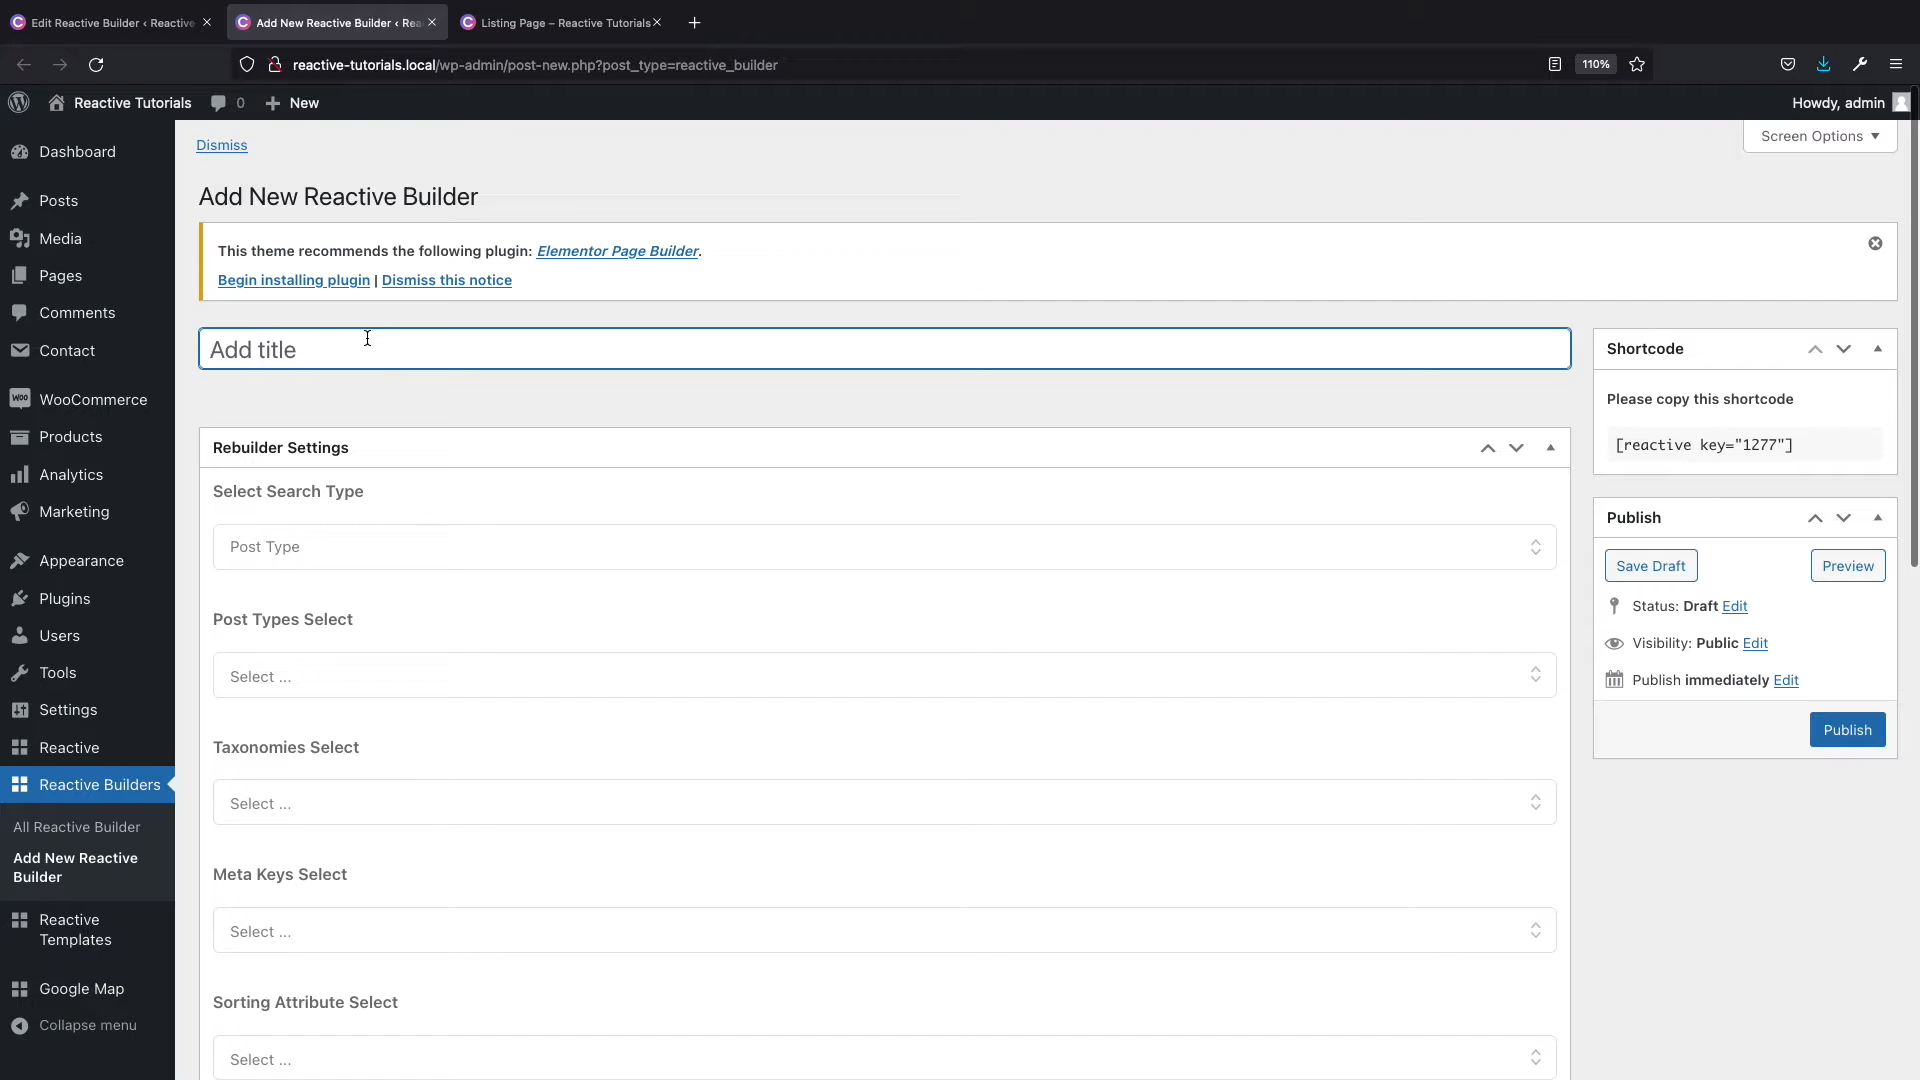 Edit Reactive Builder ‹ Reactive
Add New Reactive Builder ‹ Rea
Listing Page – Reactive Tutorials
reactive-tutorials.local/wp-admin/post-new.php?post_type=reactive_builder
110%
Reactive Tutorials
0
New
Howdy, admin
Dashboard
Posts
Media
Pages
Comments
Contact
WooCommerce
Products
Analytics
Marketing
Appearance
Plugins
Users
Tools
Settings
Reactive
Reactive Builders
All Reactive Builder
Add New Reactive
Builder
Reactive
Templates
Google Map
Collapse menu
Dismiss
Screen Options
Add New Reactive Builder
This theme recommends the following plugin: Elementor Page Builder.
Begin installing plugin | Dismiss this notice
Add title
Rebuilder Settings
Select Search Type
Post Type
Post Types Select
Select ...
Taxonomies Select
Select ...
Meta Keys Select
Select ...
Sorting Attribute Select
Select ...
Shortcode
Please copy this shortcode
[reactive key="1277"]
Publish
Save Draft
Preview
Status: Draft Edit
Visibility: Public Edit
Publish immediately Edit
Publish